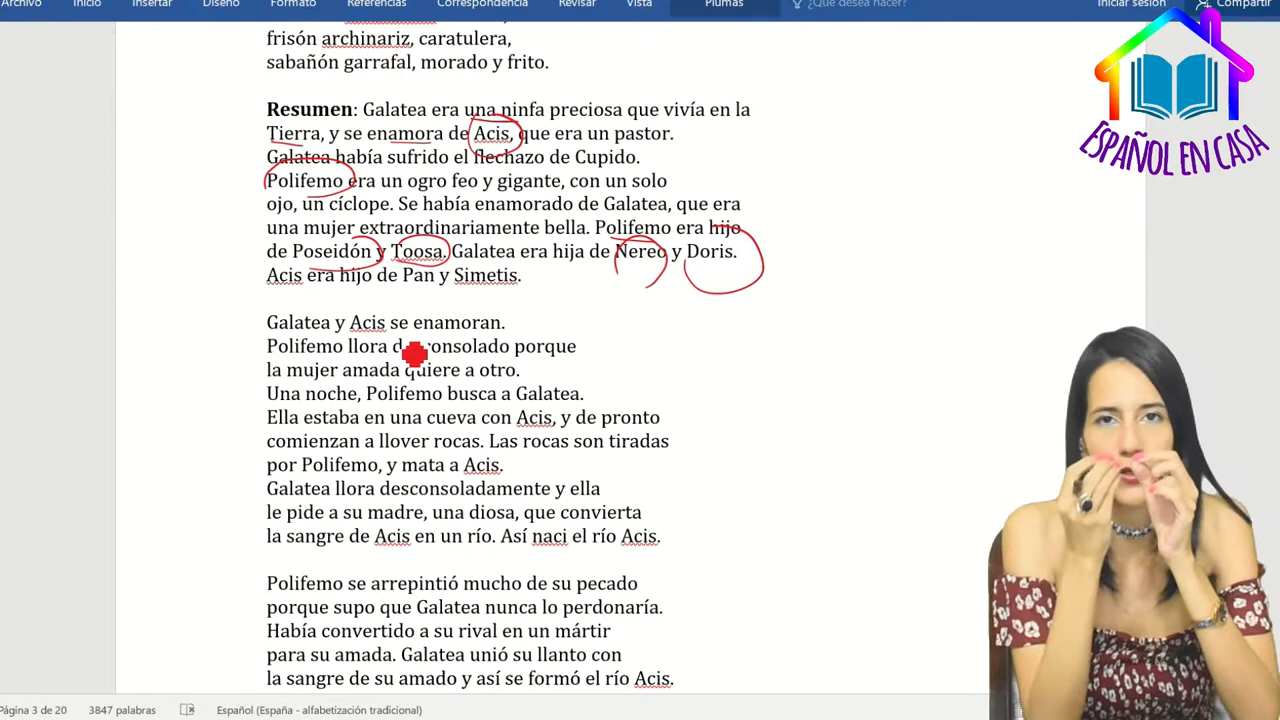 Archivo Inicio Insertar Diseño Formato Referencias Correspondencia Revisar Vista Plumas ¿Qué desea hacer? Iniciar sesión Compartir
frisón archinariz, caratulera,
sabañón garrafal, morado y frito.
Resumen: Galatea era una ninfa preciosa que vivía en la
Tierra, y se enamora de Acis, que era un pastor.
Galatea había sufrido el flechazo de Cupido.
Polifemo era un ogro feo y gigante, con un solo
ojo, un cíclope. Se había enamorado de Galatea, que era
una mujer extraordinariamente bella. Polifemo era hijo
de Poseidón y Toosa. Galatea era hija de Nereo y Doris.
Acis era hijo de Pan y Simetis.
Galatea y Acis se enamoran.
Polifemo llora porque
la mujer amada quiere a otro.
Una noche, Polifemo busca a Galatea.
Ella estaba en una cueva con Acis, y de pronto
comienzan a llover rocas. Las rocas son tiradas
por Polifemo, y mata a Acis.
Galatea llora desconsoladamente y ella
le pide a su madre, una diosa, que convierta
la sangre de Acis en un río. Así naci el río Acis.
Polifemo se arrepintió mucho de su pecado
porque supo que Galatea nunca lo perdonaría.
Había convertido a su rival en un mártir
para su amada. Galatea unió su llanto con
la sangre de su amado y así se formó el río Acis.
Página 3 de 20 3847 palabras Español (España - alfabetización tradicional)
ESPAÑOL EN CASA